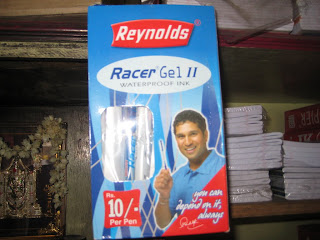 Reynolds
RACER Gel II
WATERPROOF INK
Rs.
10/-
Per Pen
you can
depend on it,
always